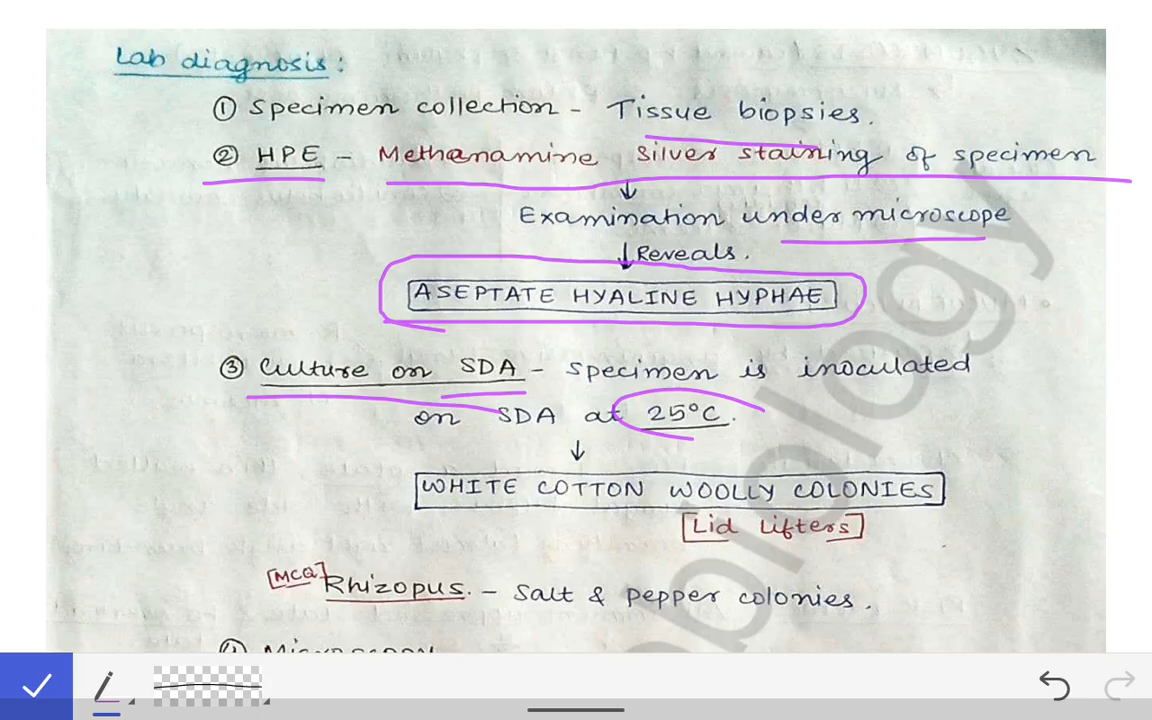 Lab diagnosis:
① Specimen collection - Tissue biopsies.
② HPE - Methanamine Silver staining of specimen
↓
Examination under microscope
↓ Reveals.
ASEPTATE HYALINE HYPHAE
③ Culture on SDA - specimen is inoculated
on SDA at 25°C.
↓
WHITE COTTON WOOLLY COLONIES
[Lid Lifters]
[MCQ] Rhizopus. - Salt & pepper colonies.
④ Microscopy